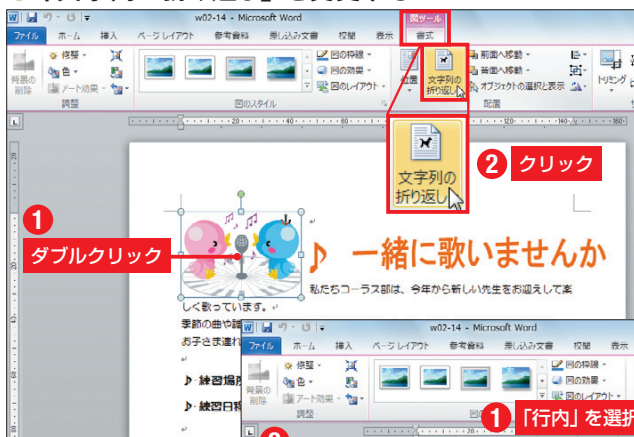 w02-14 - Microsoft Word
図ツール
ファイル ホーム 挿入 ページレイアウト 参考資料 差し込み文書 校閲 表示 書式
背景の削除
修整
色
アート効果
調整
図のスタイル
図の枠線
図の効果
図のレイアウト
位置
文字列の折り返し
前面へ移動
背面へ移動
オブジェクトの選択と表示
配置
トリミング
文字列の
折り返し
2 クリック
1
ダブルクリック
♪ 一緒に歌いませんか
私たちコーラス部は、今年から新しい先生をお迎えして楽
しく歌っています。
季節の曲や
お子さま連れ
♪ 練習場所
♪ 練習日時
w02-14 - Microsoft Word
ファイル ホーム 挿入 ページレイアウト 参考資料 差し込み文書 校閲 表示
背景の削除
修整
色
アート効果
調整
図の枠線
図の効果
図のレイアウト
1 「行内」を選択